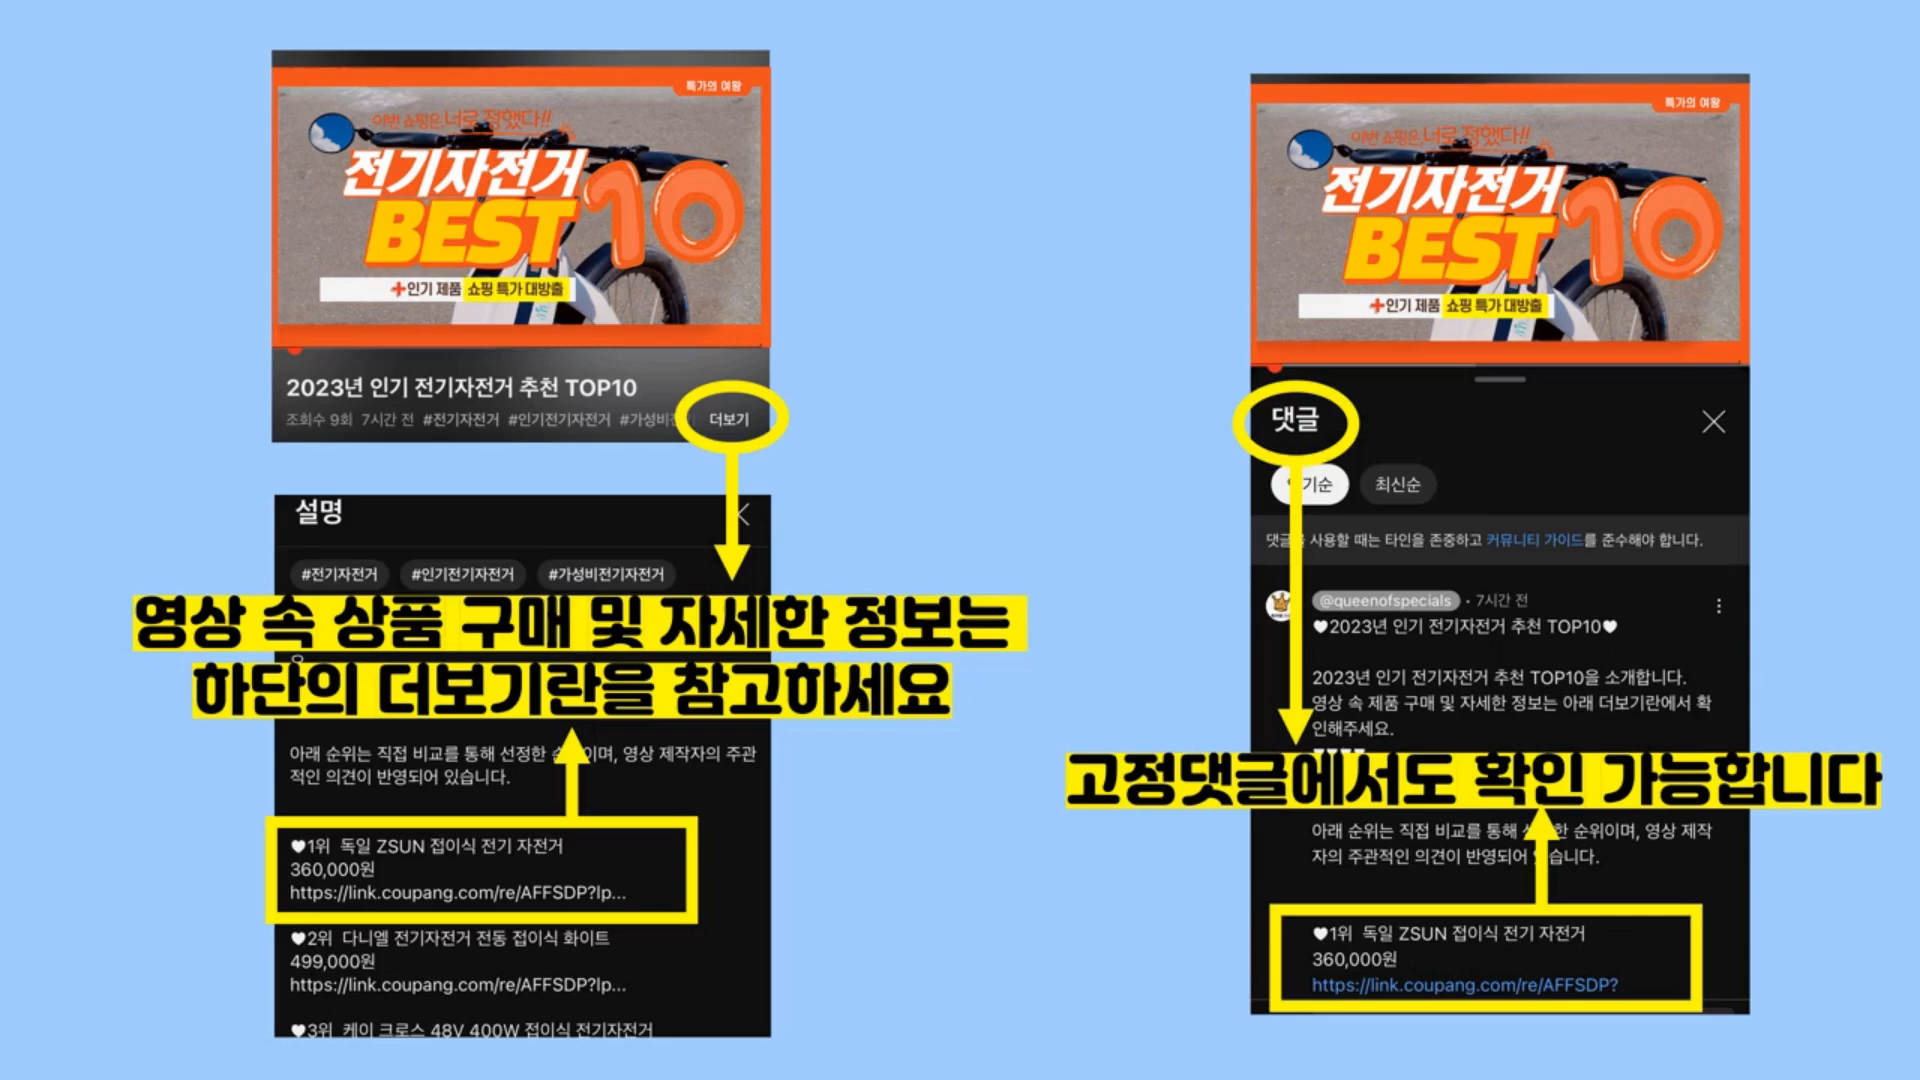 특가의 여왕
이번 쇼핑은,너로 정했다!!
전기자전거
BEST 10
+인기 제품 쇼핑 특가 대방출
2023년 인기 전기자전거 추천 TOP10
조회수 9회 7시간 전 #전기자전거 #인기전기자전거 #가성비 더보기
설명
#전기자전거 #인기전기자전거 #가성비전기자전거
영상 속 상품 구매 및 자세한 정보는
하단의 더보기란을 참고하세요
아래 순위는 직접 비교를 통해 선정한 이며, 영상 제작자의 주관
적인 의견이 반영되어 있습니다.
♥1위 독일 ZSUN 접이식 전기 자전거
360,000원
https://link.coupang.com/re/AFFSDP?lp...
♥2위 다니엘 전기자전거 전동 접이식 화이트
499,000원
https://link.coupang.com/re/AFFSDP?lp...
♥3위 케이 크로스 48V 400W 접이식 전기자전거
특가의 여왕
이번 쇼핑은,너로 정했다!!
전기자전거
BEST 10
+인기 제품 쇼핑 특가 대방출
댓글
기순 최신순
댓글 사용할 때는 타인을 존중하고 커뮤니티 가이드를 준수해야 합니다.
@queenofspecials · 7시간 전
♥2023년 인기 전기자전거 추천 TOP10♥
2023년 인기 전기자전거 추천 TOP10을 소개합니다.
영상 속 제품 구매 및 자세한 정보는 아래 더보기란에서 확
인해주세요.
고정댓글에서도 확인 가능합니다
아래 순위는 직접 비교를 통해 한 순위이며, 영상 제작
자의 주관적인 의견이 반영되어 습니다.
♥1위 독일 ZSUN 접이식 전기 자전거
360,000원
https://link.coupang.com/re/AFFSDP?